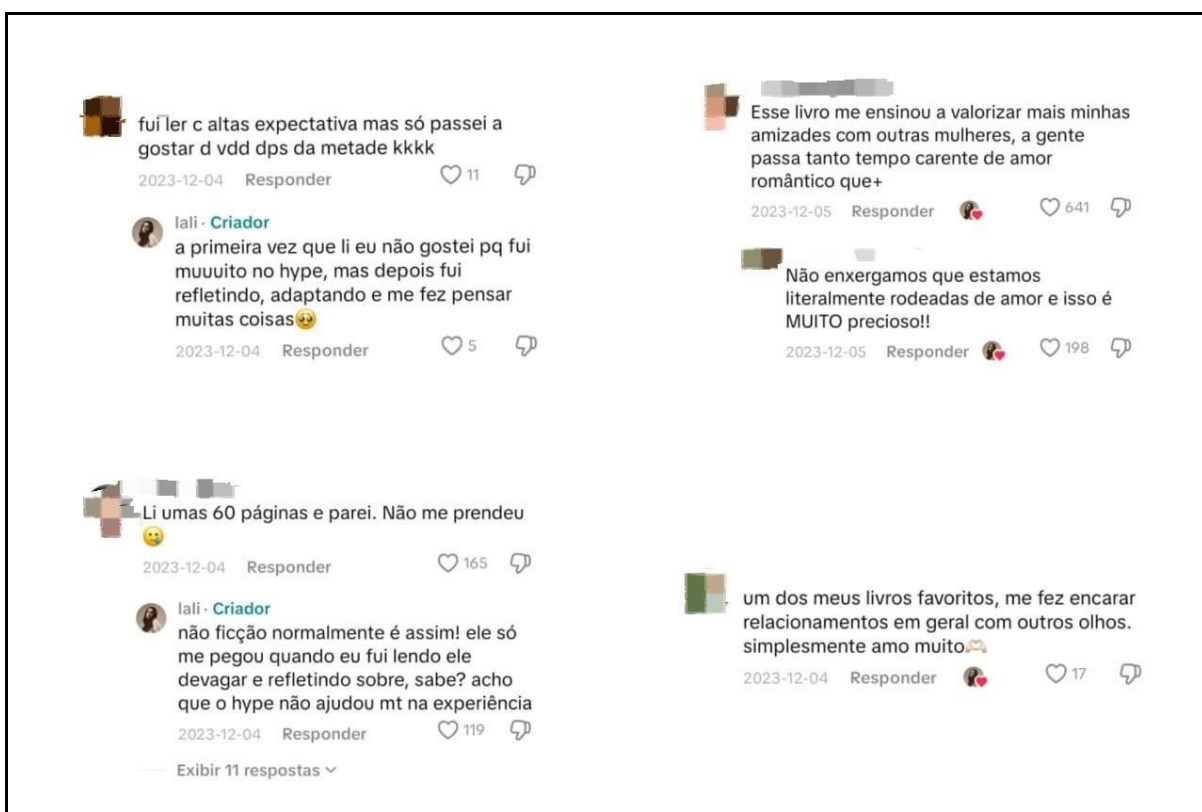 fui ler c altas expectativa mas só passei a
gostar d vdd dps da metade kkkk
2023-12-04 Responder 11
lali · Criador
a primeira vez que li eu não gostei pq fui
muuuito no hype, mas depois fui
refletindo, adaptando e me fez pensar
muitas coisas🥹
2023-12-04 Responder 5
Esse livro me ensinou a valorizar mais minhas
amizades com outras mulheres, a gente
passa tanto tempo carente de amor
romântico que+
2023-12-05 Responder 641
Não enxergamos que estamos
literalmente rodeadas de amor e isso é
MUITO precioso!!
2023-12-05 Responder 198
Li umas 60 páginas e parei. Não me prendeu
🥲
2023-12-04 Responder 165
lali · Criador
não ficção normalmente é assim! ele só
me pegou quando eu fui lendo ele
devagar e refletindo sobre, sabe? acho
que o hype não ajudou mt na experiência
2023-12-04 Responder 119
Exibir 11 respostas
um dos meus livros favoritos, me fez encarar
relacionamentos em geral com outros olhos.
simplesmente amo muito🫶🏻
2023-12-04 Responder 17